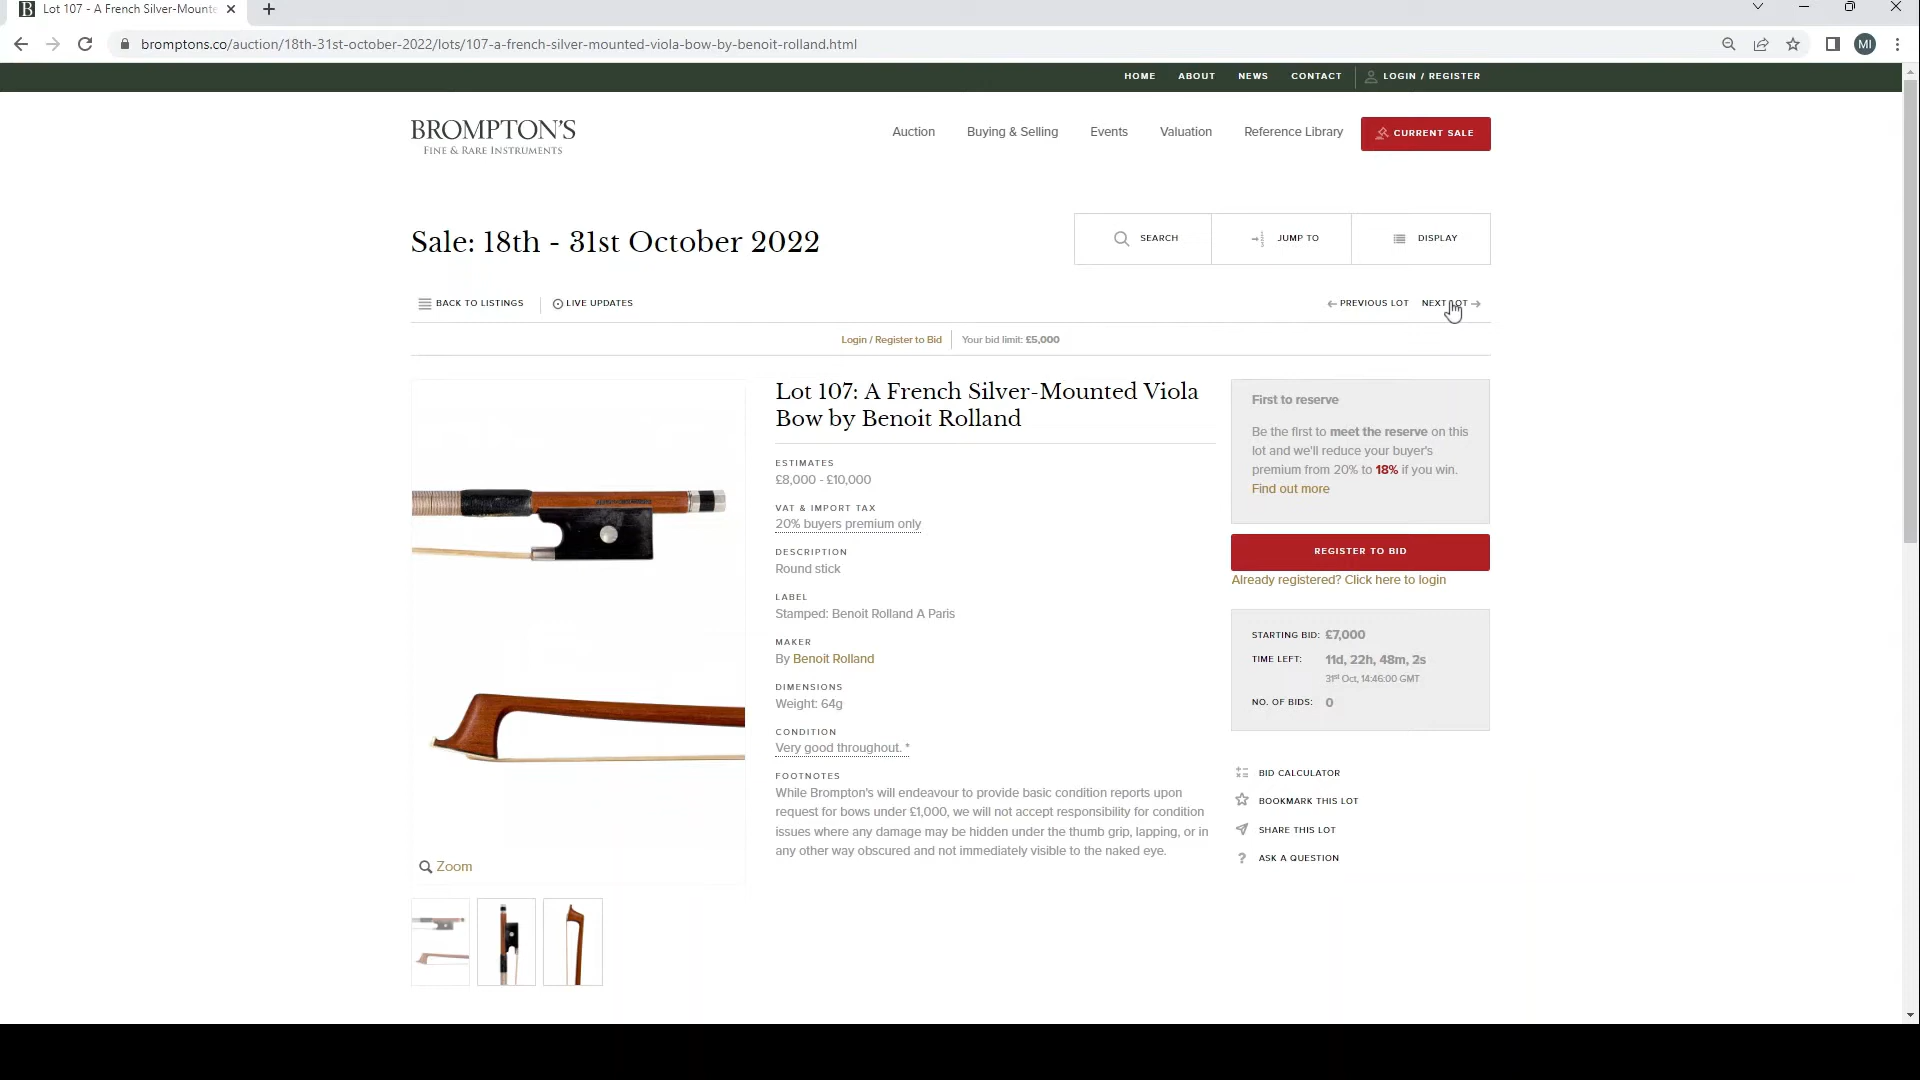 Lot 107 - A French Silver-Mounte
bromptons.co/auction/18th-31st-october-2022/lots/107-a-french-silver-mounted-viola-bow-by-benoit-rolland.html
MI
HOME ABOUT NEWS CONTACT LOGIN / REGISTER
BROMPTON'S
FINE & RARE INSTRUMENTS
Auction Buying & Selling Events Valuation Reference Library CURRENT SALE
Sale: 18th - 31st October 2022
SEARCH JUMP TO DISPLAY
BACK TO LISTINGS LIVE UPDATES
PREVIOUS LOT NEXT LOT
Login / Register to Bid Your bid limit: £5,000
Lot 107: A French Silver-Mounted Viola
Bow by Benoit Rolland
ESTIMATES
£8,000 - £10,000
VAT & IMPORT TAX
20% buyers premium only
DESCRIPTION
Round stick
LABEL
Stamped: Benoit Rolland A Paris
MAKER
By Benoit Rolland
DIMENSIONS
Weight: 64g
CONDITION
Very good throughout. *
FOOTNOTES
While Brompton's will endeavour to provide basic condition reports upon
request for bows under £1,000, we will not accept responsibility for condition
issues where any damage may be hidden under the thumb grip, lapping, or in
any other way obscured and not immediately visible to the naked eye.
First to reserve
Be the first to meet the reserve on this
lot and we'll reduce your buyer's
premium from 20% to 18% if you win.
Find out more
REGISTER TO BID
Already registered? Click here to login
STARTING BID: £7,000
TIME LEFT: 11d, 22h, 48m, 2s
31st Oct, 14:46:00 GMT
NO. OF BIDS: 0
BID CALCULATOR
BOOKMARK THIS LOT
SHARE THIS LOT
ASK A QUESTION
Zoom